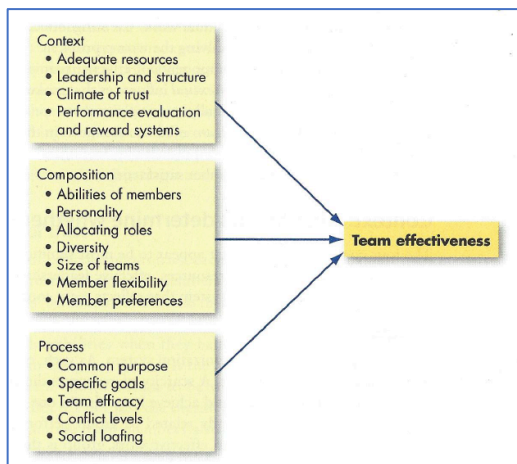 Context
• Adequate resources
• Leadership and structure
• Climate of trust
• Performance evaluation
and reward systems
Composition
• Abilities of members
• Personality
• Allocating roles
• Diversity
• Size of teams
• Member flexibility
• Member preferences
Process
• Common purpose
• Specific goals
• Team efficacy
• Conflict levels
• Social loafing
Team effectiveness